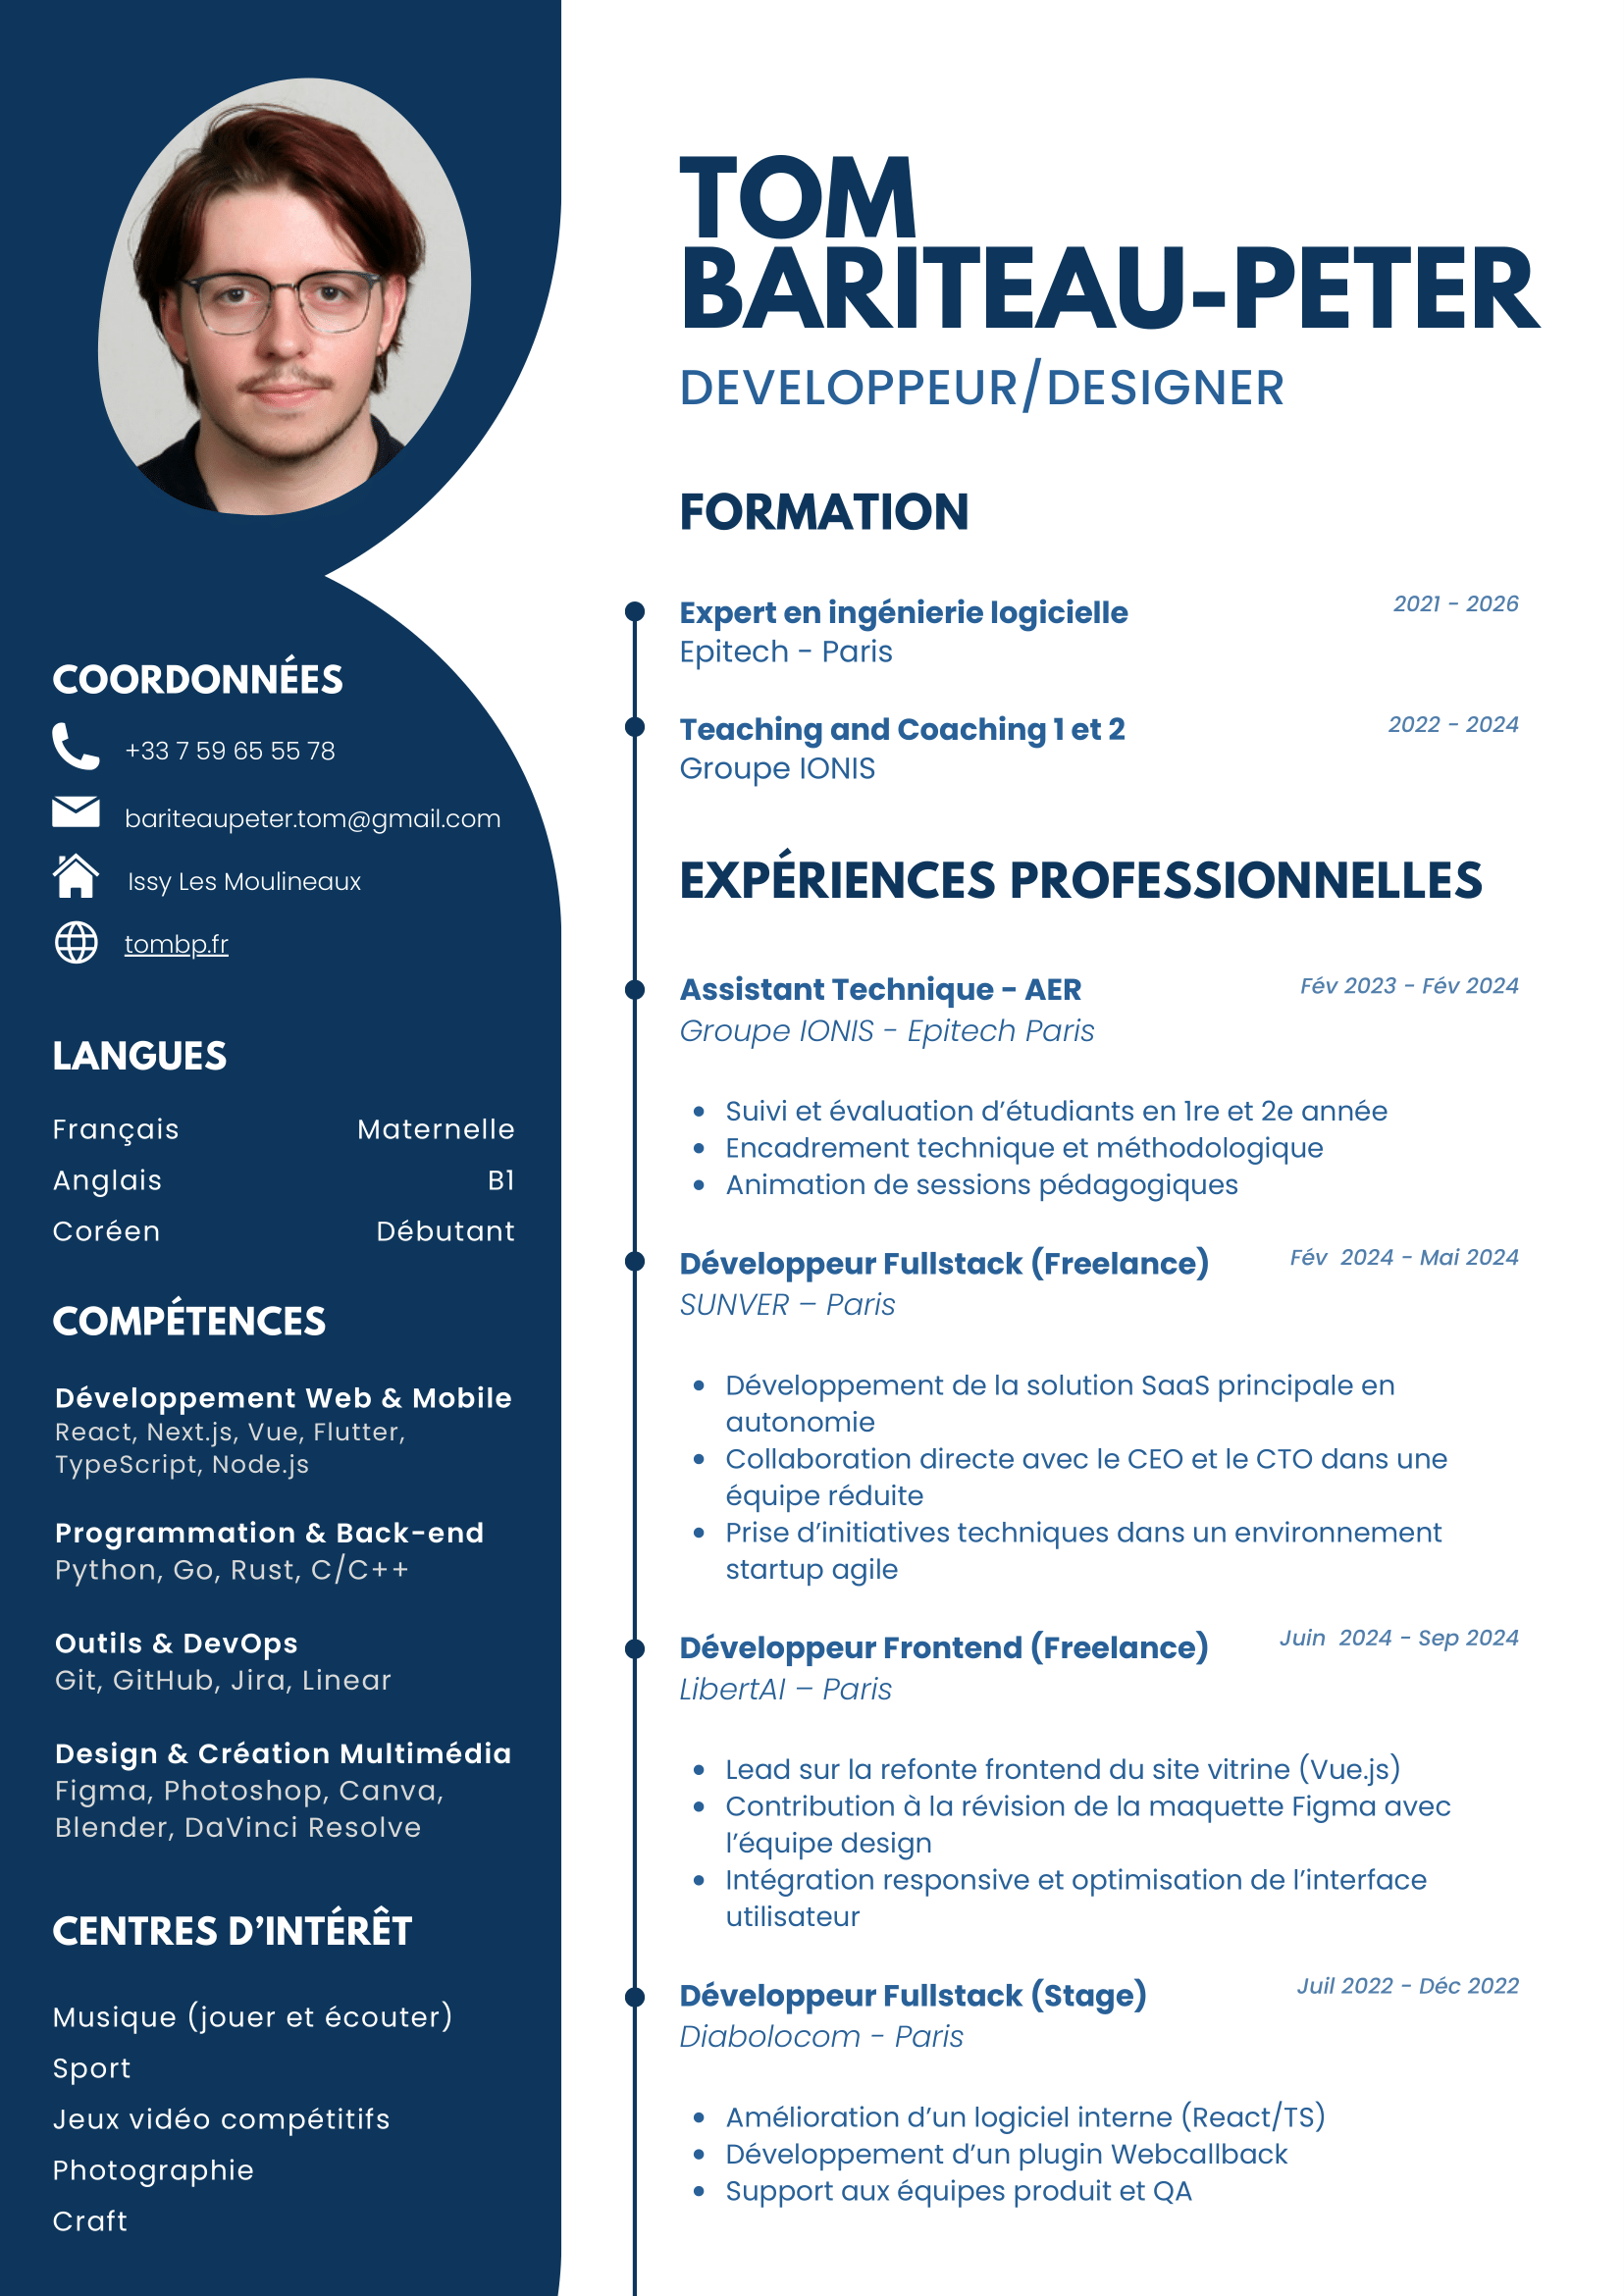 TOM
BARITEAU-PETER
DEVELOPPEUR/DESIGNER
COORDONNÉES
+33 7 59 65 55 78
bariteaupeter.tom@gmail.com
Issy Les Moulineaux
tombp.fr
LANGUES
Français Maternelle
Anglais B1
Coréen Débutant
COMPÉTENCES
Développement Web & Mobile
React, Next.js, Vue, Flutter,
TypeScript, Node.js
Programmation & Back-end
Python, Go, Rust, C/C++
Outils & DevOps
Git, GitHub, Jira, Linear
Design & Création Multimédia
Figma, Photoshop, Canva,
Blender, DaVinci Resolve
CENTRES D’INTÉRÊT
Musique (jouer et écouter)
Sport
Jeux vidéo compétitifs
Photographie
Craft
FORMATION
Expert en ingénierie logicielle 2021 - 2026
Epitech - Paris
Teaching and Coaching 1 et 2 2022 - 2024
Groupe IONIS
EXPÉRIENCES PROFESSIONNELLES
Assistant Technique - AER Fév 2023 - Fév 2024
Groupe IONIS - Epitech Paris
• Suivi et évaluation d’étudiants en 1re et 2e année
• Encadrement technique et méthodologique
• Animation de sessions pédagogiques
Développeur Fullstack (Freelance) Fév 2024 - Mai 2024
SUNVER – Paris
• Développement de la solution SaaS principale en
autonomie
• Collaboration directe avec le CEO et le CTO dans une
équipe réduite
• Prise d’initiatives techniques dans un environnement
startup agile
Développeur Frontend (Freelance) Juin 2024 - Sep 2024
LibertAI – Paris
• Lead sur la refonte frontend du site vitrine (Vue.js)
• Contribution à la révision de la maquette Figma avec
l’équipe design
• Intégration responsive et optimisation de l’interface
utilisateur
Développeur Fullstack (Stage) Juil 2022 - Déc 2022
Diabolocom - Paris
• Amélioration d’un logiciel interne (React/TS)
• Développement d’un plugin Webcallback
• Support aux équipes produit et QA